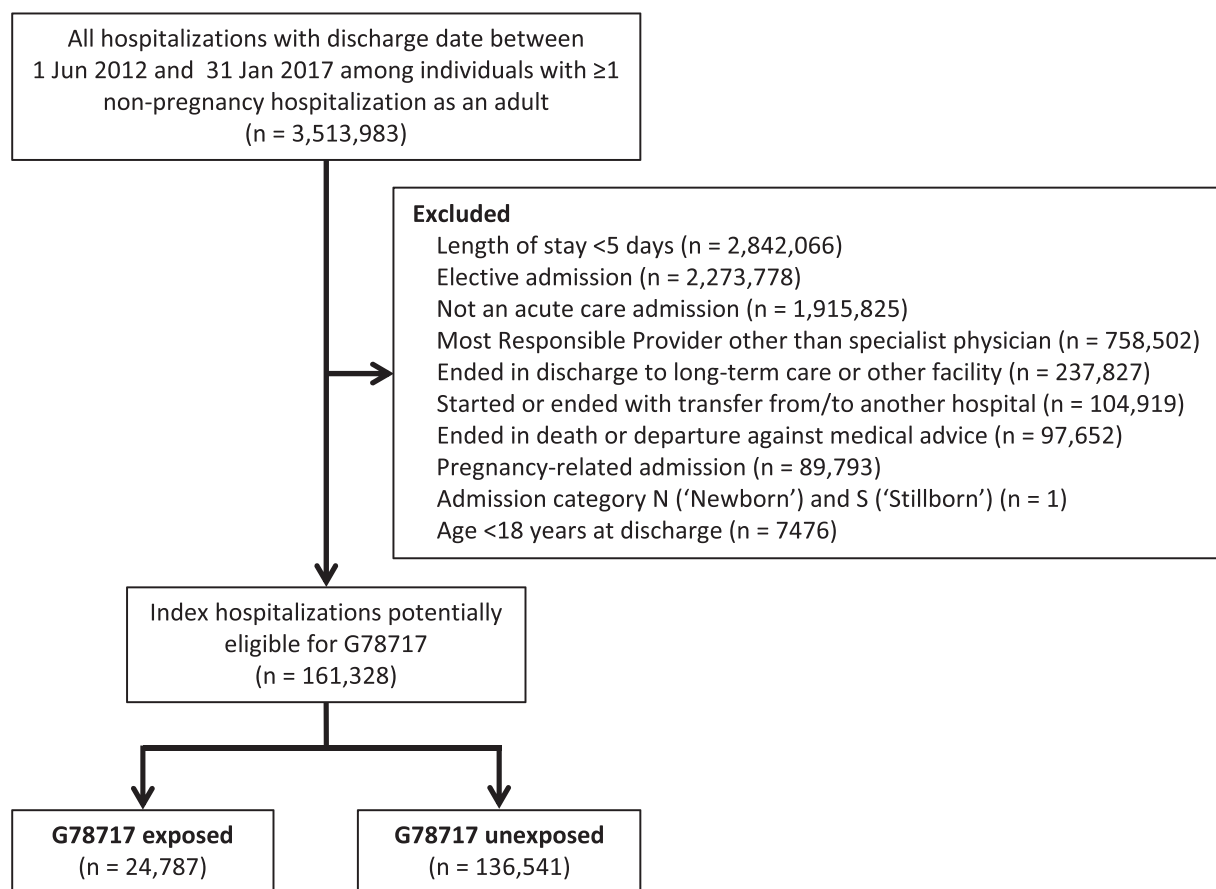 All hospitalizations with discharge date between
1 Jun 2012 and 31 Jan 2017 among individuals with ≥1
non-pregnancy hospitalization as an adult
(n = 3,513,983)
Excluded
Length of stay <5 days (n = 2,842,066)
Elective admission (n = 2,273,778)
Not an acute care admission (n = 1,915,825)
Most Responsible Provider other than specialist physician (n = 758,502)
Ended in discharge to long-term care or other facility (n = 237,827)
Started or ended with transfer from/to another hospital (n = 104,919)
Ended in death or departure against medical advice (n = 97,652)
Pregnancy-related admission (n = 89,793)
Admission category N (‘Newborn’) and S (‘Stillborn’) (n = 1)
Age <18 years at discharge (n = 7476)
Index hospitalizations potentially
eligible for G78717
(n = 161,328)
G78717 exposed
(n = 24,787)
G78717 unexposed
(n = 136,541)